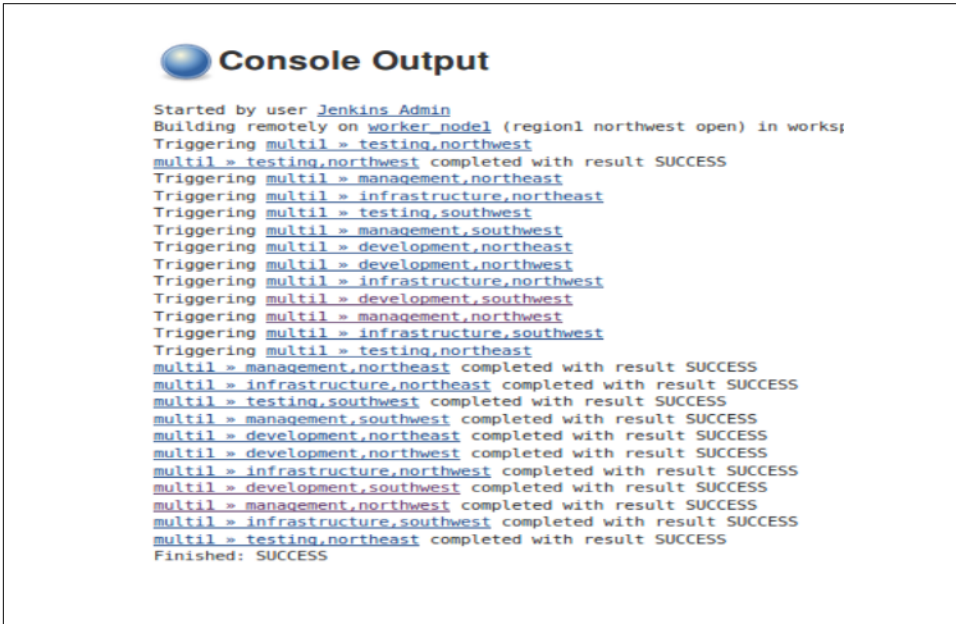 Console Output
Started by user Jenkins Admin
Building remotely on worker_node1 (region1 northwest open) in worksp
Triggering multi1 » testing,northwest
multi1 » testing,northwest completed with result SUCCESS
Triggering multi1 » management,northeast
Triggering multi1 » infrastructure,northeast
Triggering multi1 » testing,southwest
Triggering multi1 » management,southwest
Triggering multi1 » development,northeast
Triggering multi1 » development,northwest
Triggering multi1 » infrastructure,northwest
Triggering multi1 » development,southwest
Triggering multi1 » management,northwest
Triggering multi1 » infrastructure,southwest
Triggering multi1 » testing,northeast
multi1 » management,northeast completed with result SUCCESS
multi1 » infrastructure,northeast completed with result SUCCESS
multi1 » testing,southwest completed with result SUCCESS
multi1 » management,southwest completed with result SUCCESS
multi1 » development,northeast completed with result SUCCESS
multi1 » development,northwest completed with result SUCCESS
multi1 » infrastructure,northwest completed with result SUCCESS
multi1 » development,southwest completed with result SUCCESS
multi1 » management,northwest completed with result SUCCESS
multi1 » infrastructure,southwest completed with result SUCCESS
multi1 » testing,northeast completed with result SUCCESS
Finished: SUCCESS